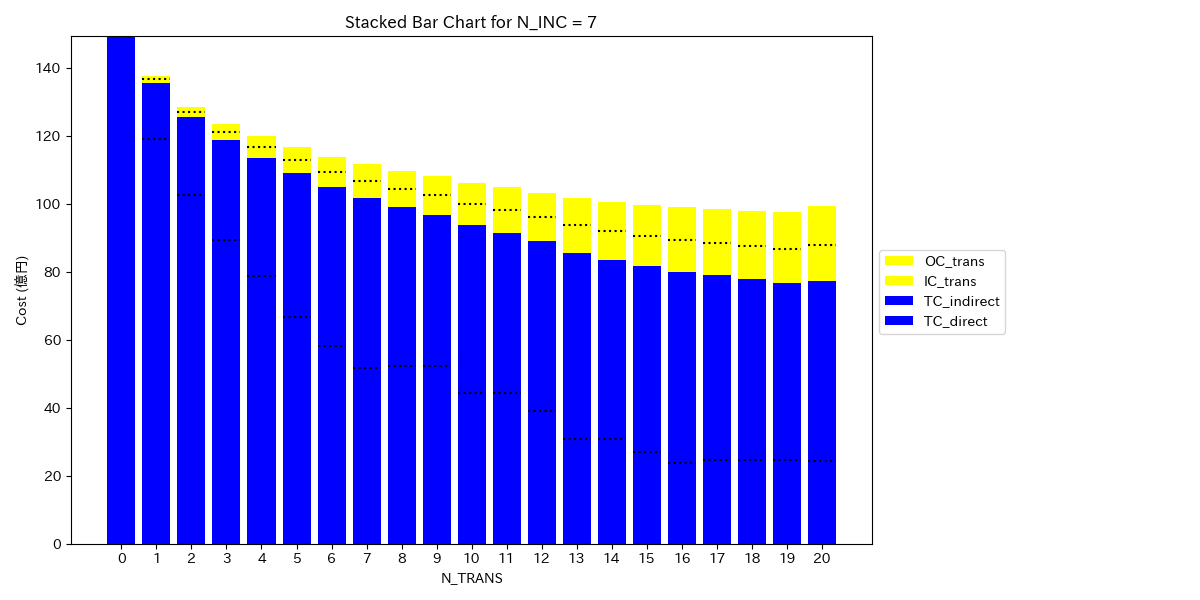 Stacked Bar Chart for N_INC = 7
Cost (億円)
140
120
100
80
60
40
20
0
0 1 2 3 4 5 6 7 8 9 10 11 12 13 14 15 16 17 18 19 20
N_TRANS
OC_trans
IC_trans
TC_indirect
TC_direct